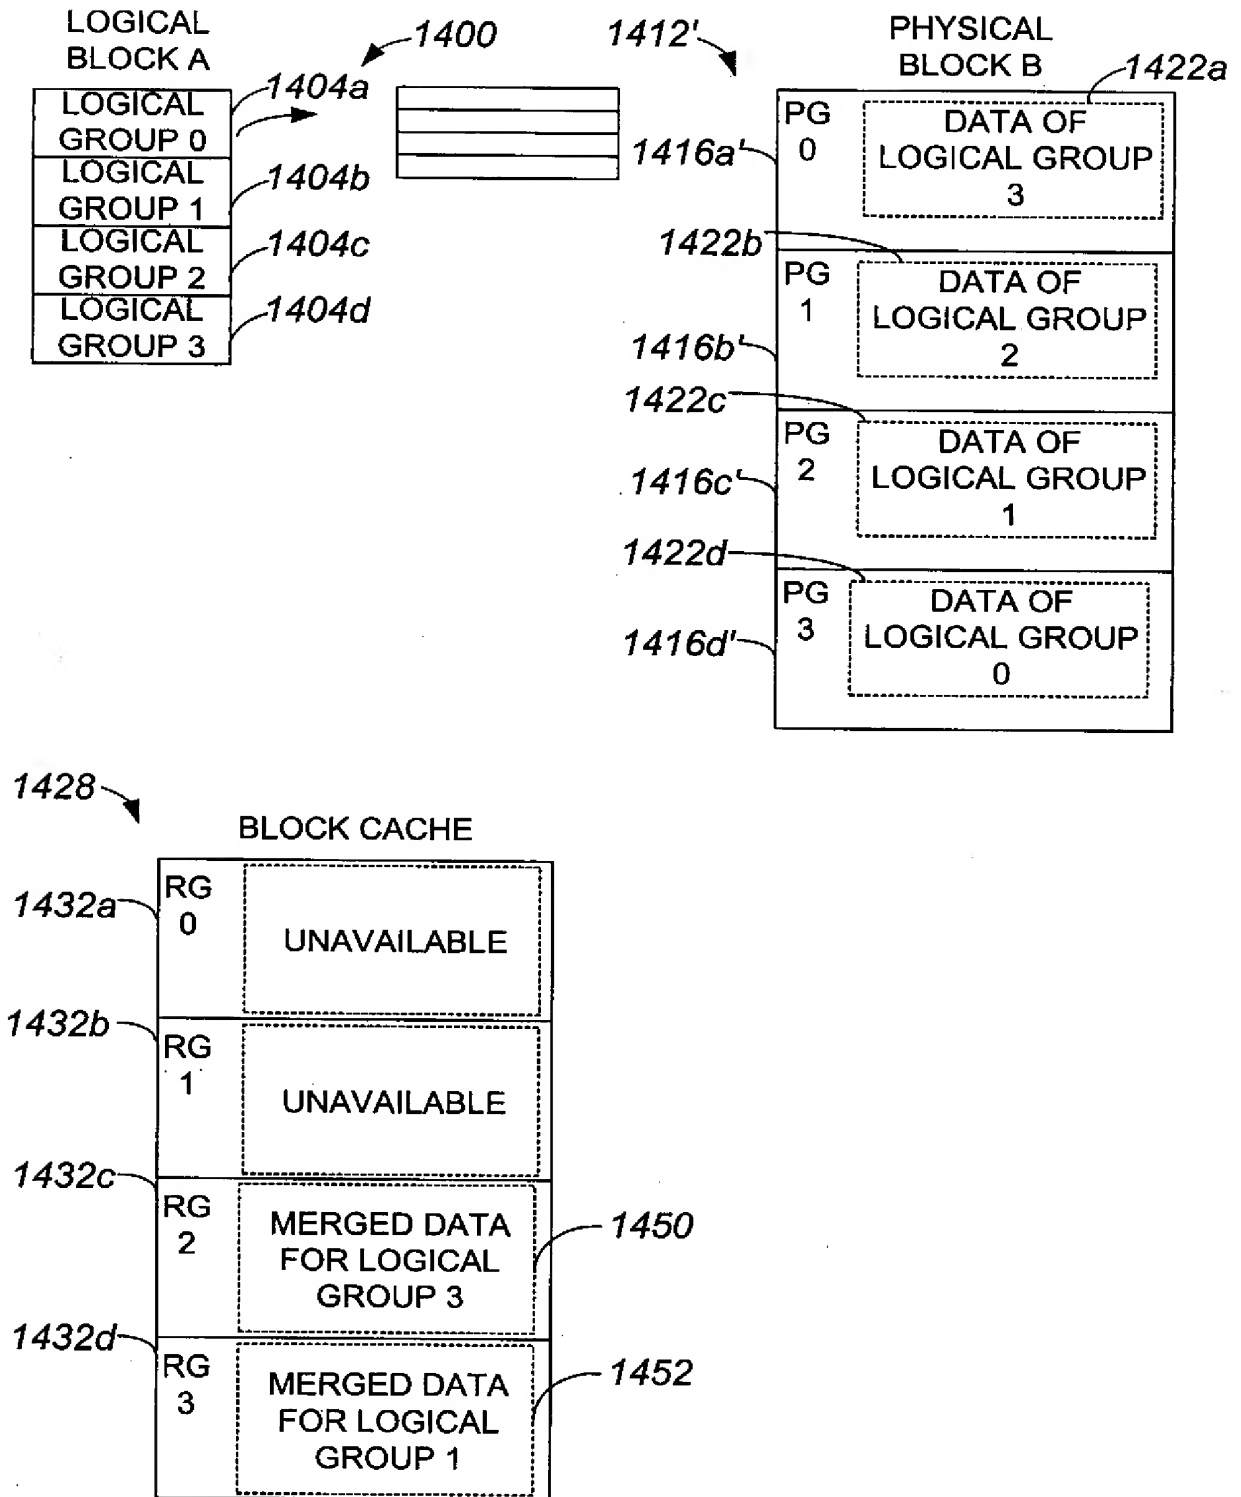 LOGICAL
BLOCK A
1400
1412'
PHYSICAL
BLOCK B
1422a
LOGICAL
GROUP 0
1404a
LOGICAL
GROUP 1
1404b
LOGICAL
GROUP 2
1404c
LOGICAL
GROUP 3
1404d
PG
0
DATA OF
LOGICAL GROUP
3
1416a'
1422b
PG
1
DATA OF
LOGICAL GROUP
2
1416b'
1422c
PG
2
DATA OF
LOGICAL GROUP
1
1416c'
1422d
PG
3
DATA OF
LOGICAL GROUP
0
1416d'
1428
BLOCK CACHE
1432a
RG
0
UNAVAILABLE
1432b
RG
1
UNAVAILABLE
1432c
RG
2
MERGED DATA
FOR LOGICAL
GROUP 3
1450
1432d
RG
3
MERGED DATA
FOR LOGICAL
GROUP 1
1452